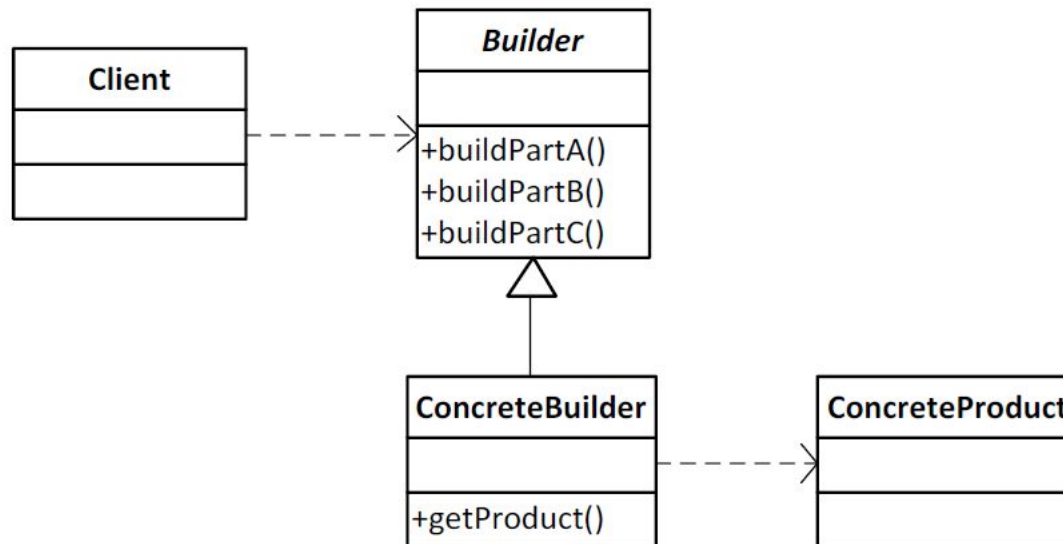 Builder
Client
+buildPartA()
+buildPartB()
+buildPartC()
ConcreteBuilder
ConcreteProduct
+getProduct()